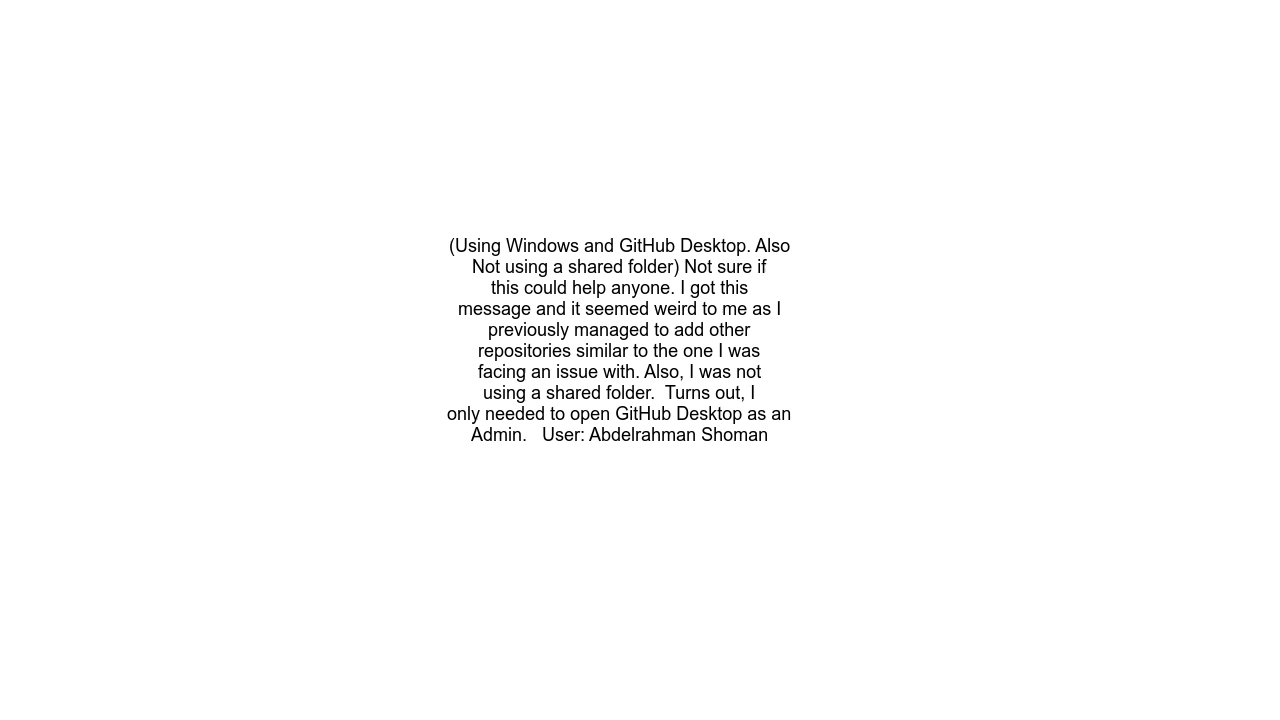 (Using Windows and GitHub Desktop. Also
Not using a shared folder) Not sure if
this could help anyone. I got this
message and it seemed weird to me as I
previously managed to add other
repositories similar to the one I was
facing an issue with. Also, I was not
using a shared folder.  Turns out, I
only needed to open GitHub Desktop as an
Admin.   User: Abdelrahman Shoman